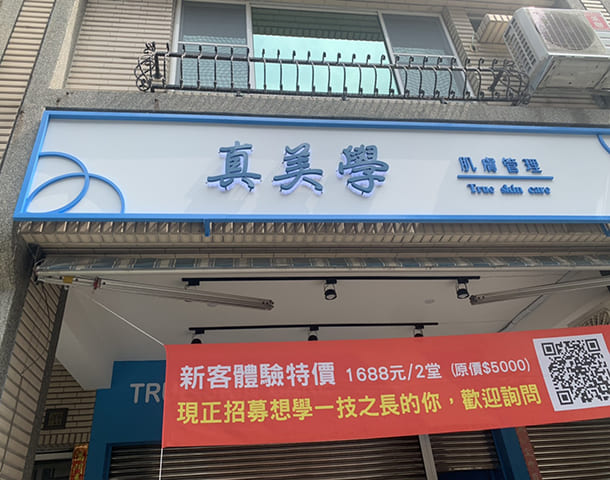 真美學
肌膚管理
True skin care
新客體驗特價 1688元/2堂 (原價$5000)
現正招募想學一技之長的你，歡迎詢問
TR